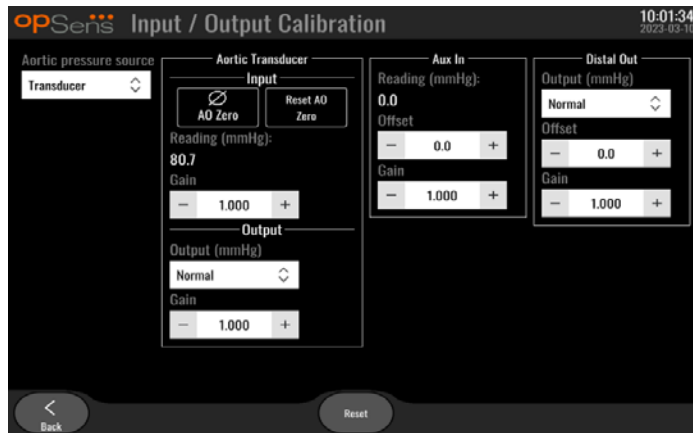 opSens Input / Output Calibration
10:01:34
2023-03-10
Aortic pressure source
Transducer
Aortic Transducer
Input
AO Zero
Reset AO Zero
Reading (mmHg):
80.7
Gain
− 1.000 +
Output
Output (mmHg)
Normal
Gain
− 1.000 +
Aux In
Reading (mmHg):
0.0
Offset
− 0.0 +
Gain
− 1.000 +
Distal Out
Output (mmHg)
Normal
Offset
− 0.0 +
Gain
− 1.000 +
Back
Reset